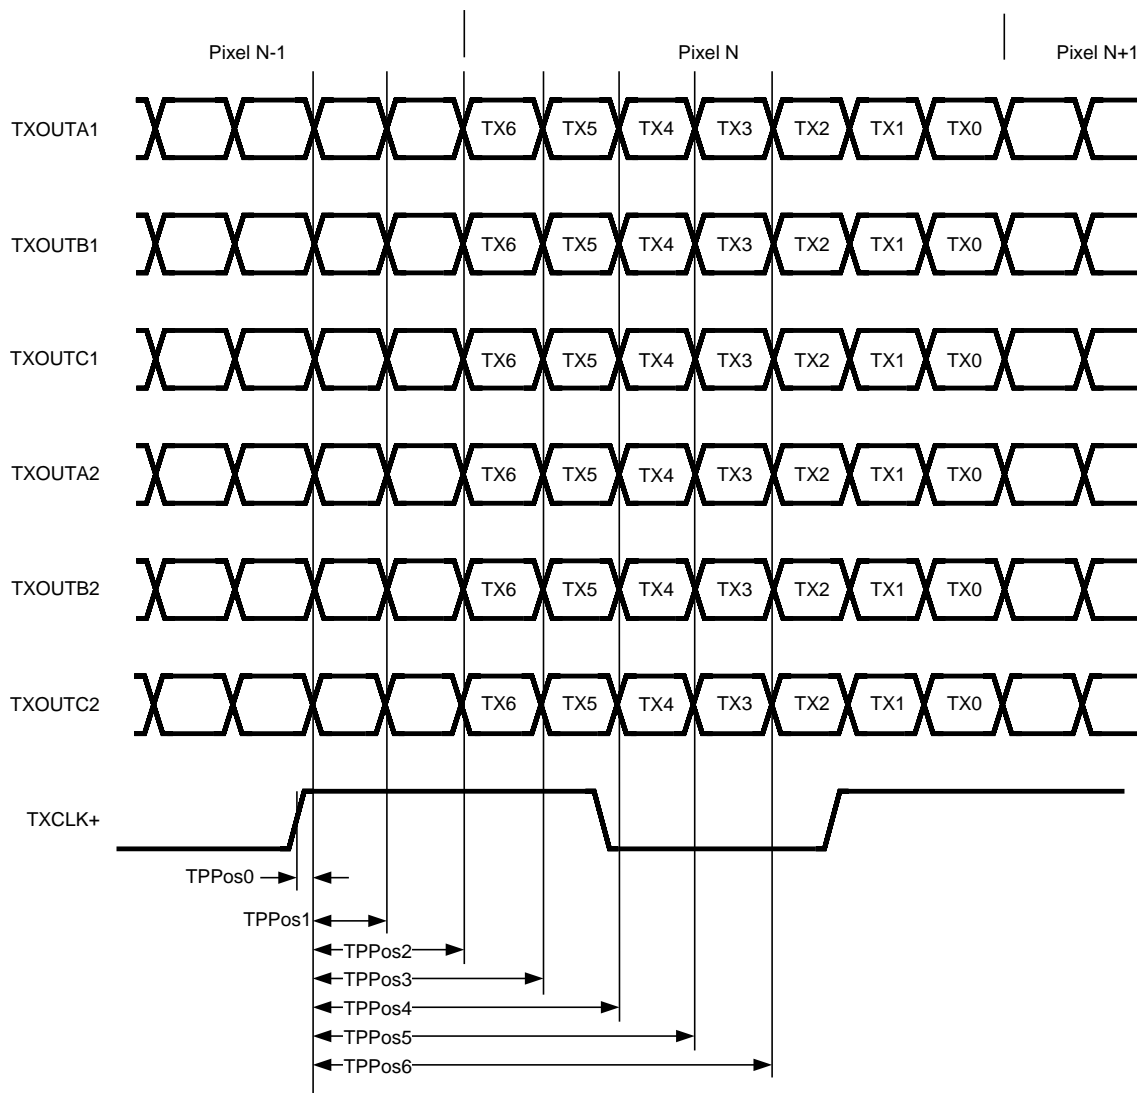 Pixel N-1 Pixel N Pixel N+1
TXOUTA1 TX6 TX5 TX4 TX3 TX2 TX1 TX0
TXOUTB1 TX6 TX5 TX4 TX3 TX2 TX1 TX0
TXOUTC1 TX6 TX5 TX4 TX3 TX2 TX1 TX0
TXOUTA2 TX6 TX5 TX4 TX3 TX2 TX1 TX0
TXOUTB2 TX6 TX5 TX4 TX3 TX2 TX1 TX0
TXOUTC2 TX6 TX5 TX4 TX3 TX2 TX1 TX0
TXCLK+
TPPos0
TPPos1
TPPos2
TPPos3
TPPos4
TPPos5
TPPos6